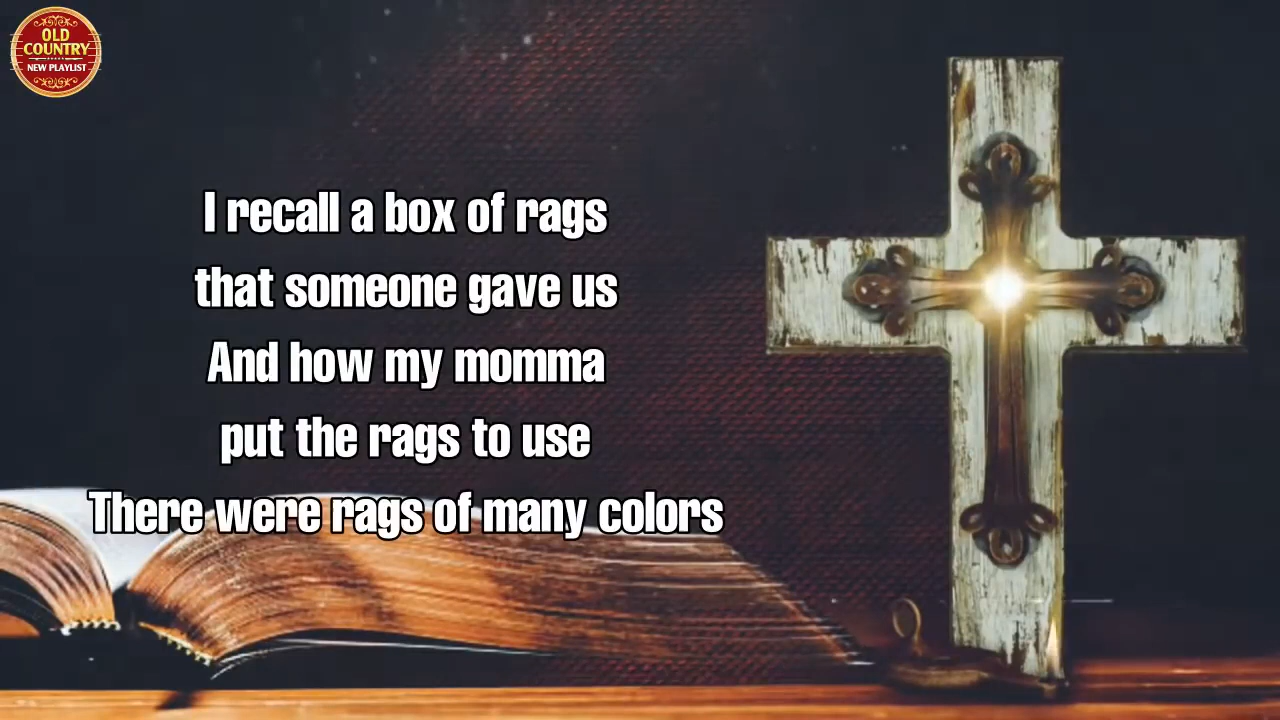 OLD
COUNTRY
NEW PLAYLIST
I recall a box of rags
that someone gave us
And how my momma
put the rags to use
There were rags of many colors